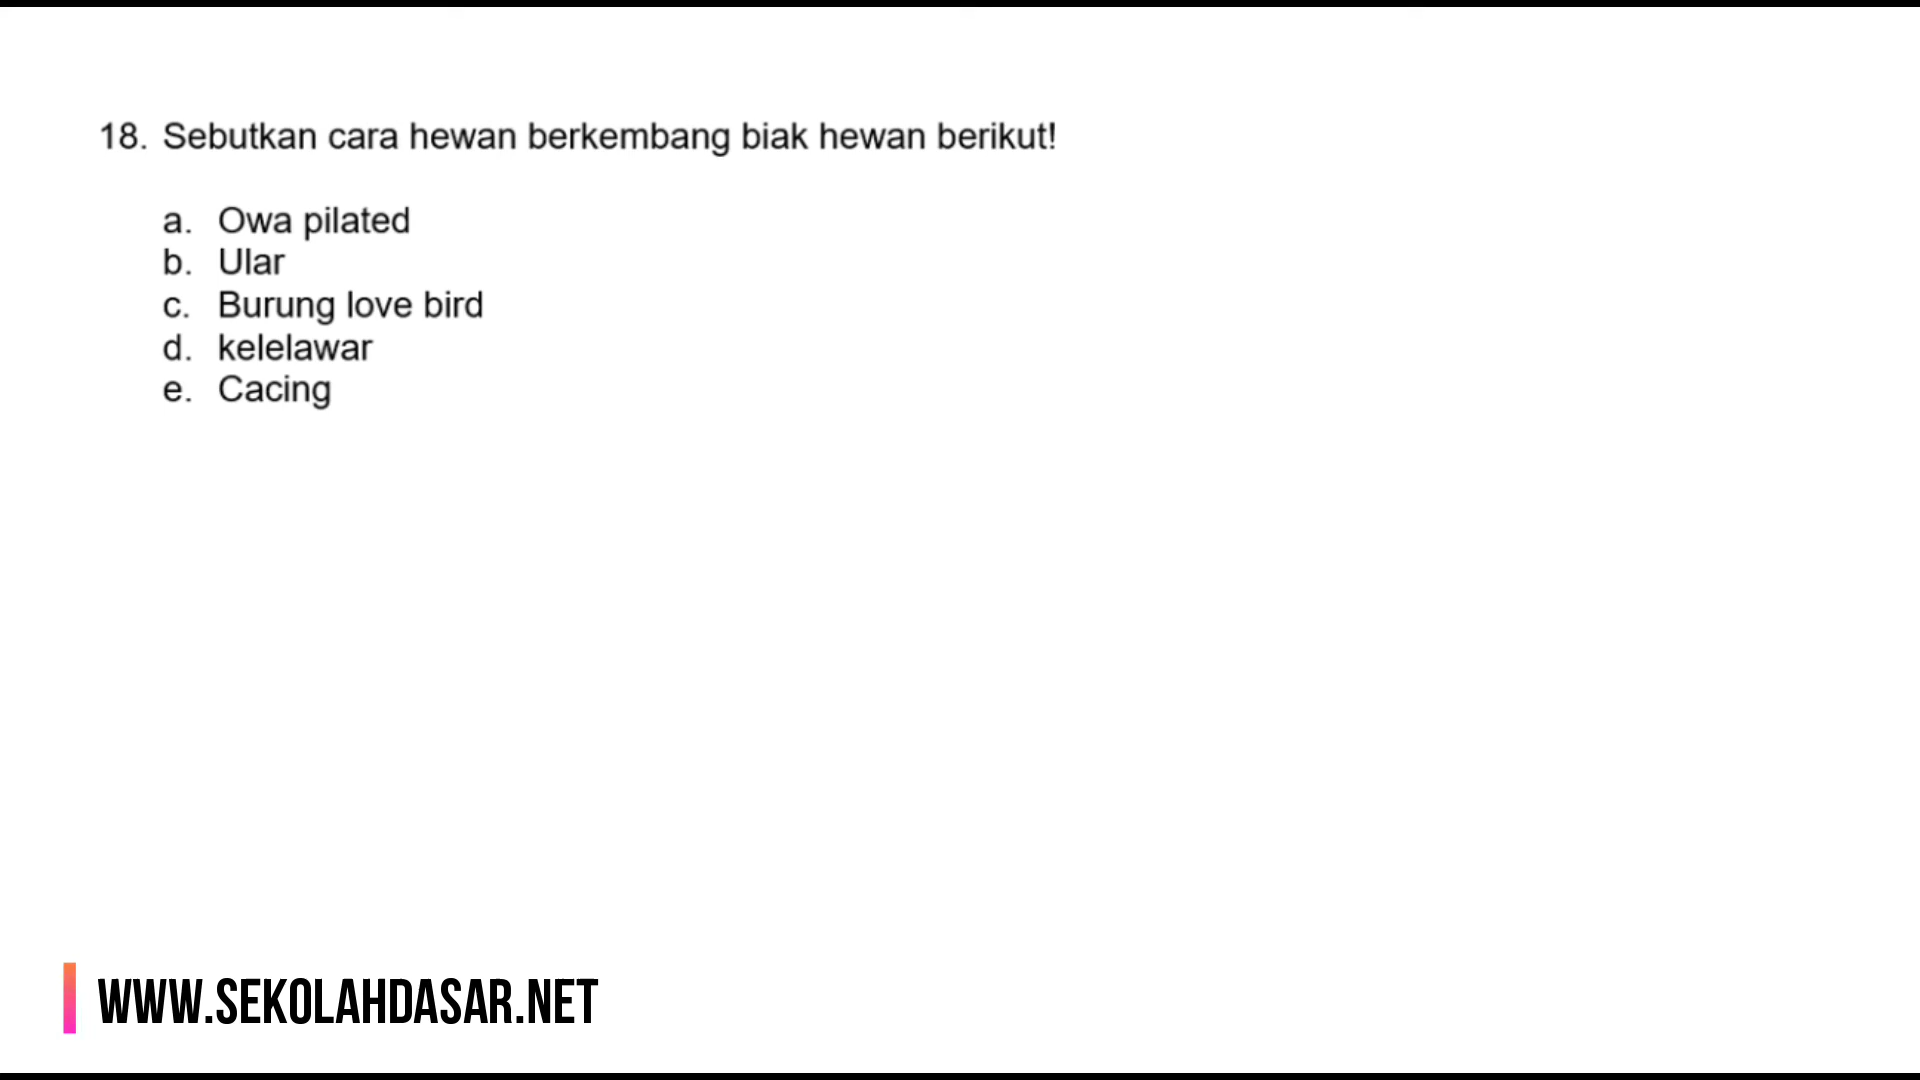 18. Sebutkan cara hewan berkembang biak hewan berikut!
a. Owa pilated
b. Ular
c. Burung love bird
d. kelelawar
e. Cacing
WWW.SEKOLAHDASAR.NET